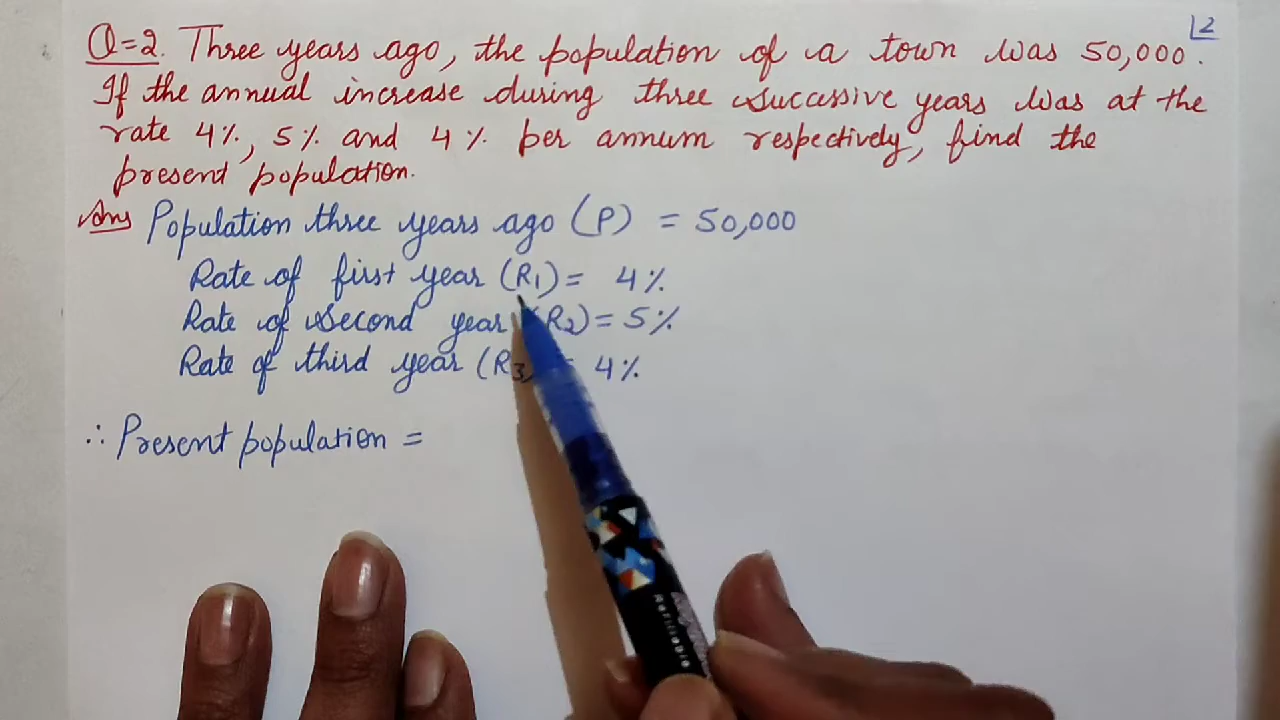 2
Q=2. Three years ago, the population of a town was 50,000.
If the annual increase during three successive years was at the
rate 4%, 5% and 4% per annum respectively, find the
present population.
Ans Population three years ago (P) = 50,000
Rate of first year (R1) = 4%
Rate of second year (R2) = 5%
Rate of third year (R3) = 4%
∴ Present population =